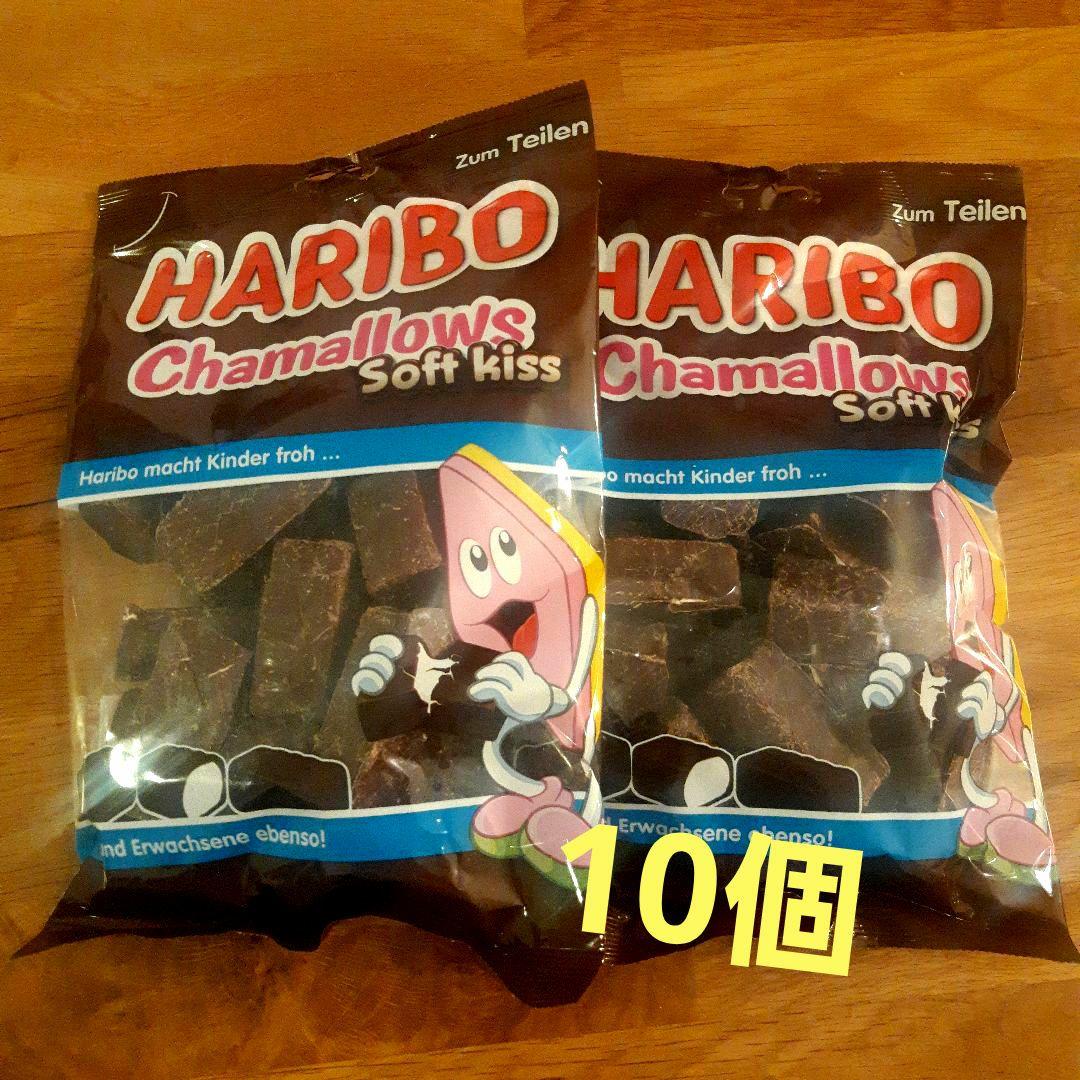 Zum Teilen
HARIBO
Chamallows
Soft kiss
Haribo macht Kinder froh ...
nd Erwachsene ebenso!
Zum Teilen
HARIBO
Chamallows
Soft
macht Kinder froh ...
Erwachsene ebenso!
10個